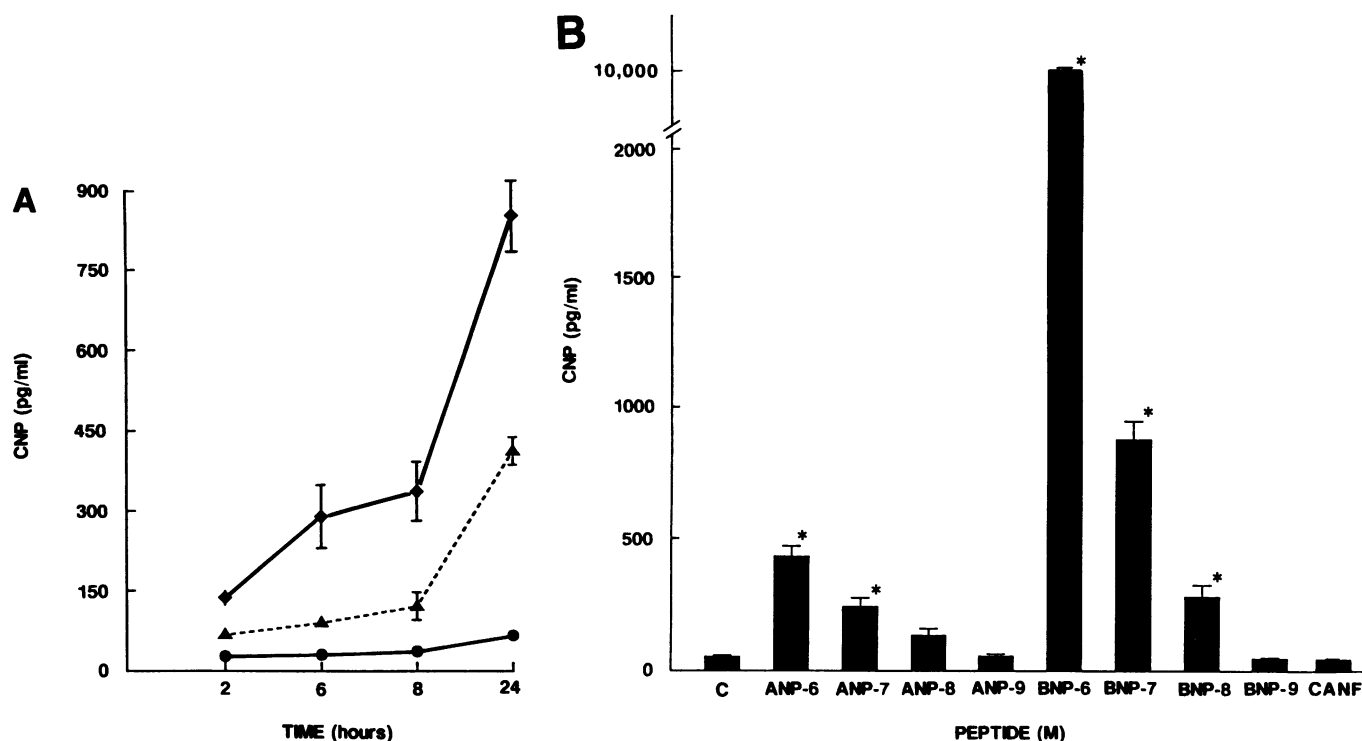 A
CNP (pg/ml)
900
750
600
450
300
150
0
2 6 8 24
TIME (hours)
B
CNP (pg/ml)
10,000
2000
1500
1000
500
0
* * * * *
C ANP-6 ANP-7 ANP-8 ANP-9 BNP-6 BNP-7 BNP-8 BNP-9 CANF
PEPTIDE (M)